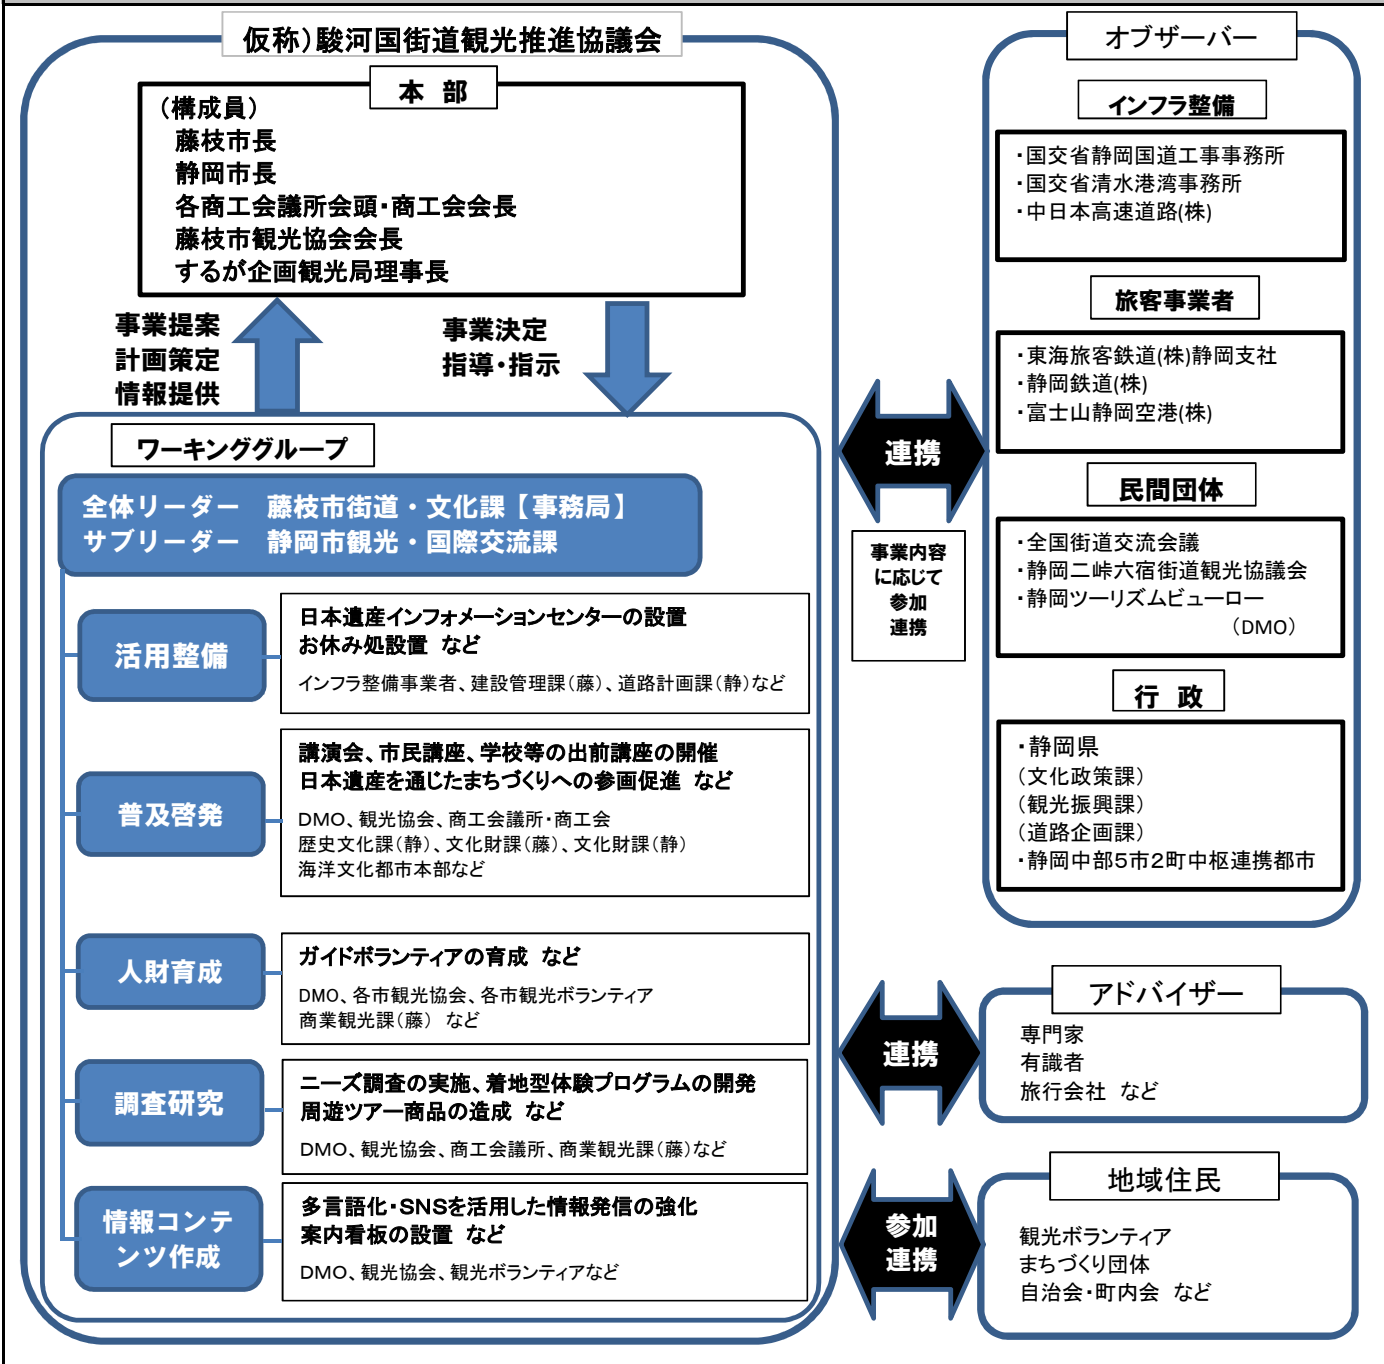 仮称）駿河国街道観光推進協議会
本 部
（構成員）
藤枝市長
静岡市長
各商工会議所会頭・商工会会長
藤枝市観光協会会長
するが企画観光局理事長
事業提案
計画策定
情報提供
事業決定
指導・指示
ワーキンググループ
全体リーダー　藤枝市街道・文化課【事務局】
サブリーダー　静岡市観光・国際交流課
活用整備
日本遺産インフォメーションセンターの設置
お休み処設置 など
インフラ整備事業者、建設管理課（藤）、道路計画課（静）など
普及啓発
講演会、市民講座、学校等の出前講座の開催
日本遺産を通じたまちづくりへの参画促進 など
DMO、観光協会、商工会議所・商工会
歴史文化課（静）、文化財課（藤）、文化財課（静）
海洋文化都市本部など
人財育成
ガイドボランティアの育成 など
DMO、各市観光協会、各市観光ボランティア
商業観光課（藤） など
調査研究
ニーズ調査の実施、着地型体験プログラムの開発
周遊ツアー商品の造成 など
DMO、観光協会、商工会議所、商業観光課（藤）など
情報コンテ
ンツ作成
多言語化・SNSを活用した情報発信の強化
案内看板の設置 など
DMO、観光協会、観光ボランティアなど
連携
事業内容
に応じて
参加
連携
オブザーバー
インフラ整備
・国交省静岡国道工事事務所
・国交省清水港湾事務所
・中日本高速道路(株)
旅客事業者
・東海旅客鉄道(株)静岡支社
・静岡鉄道(株)
・富士山静岡空港(株)
民間団体
・全国街道交流会議
・静岡二峠六宿街道観光協議会
・静岡ツーリズムビューロー
（DMO）
行 政
・静岡県
（文化政策課）
（観光振興課）
（道路企画課）
・静岡中部5市2町中枢連携都市
連携
アドバイザー
専門家
有識者
旅行会社 など
参加
連携
地域住民
観光ボランティア
まちづくり団体
自治会・町内会 など